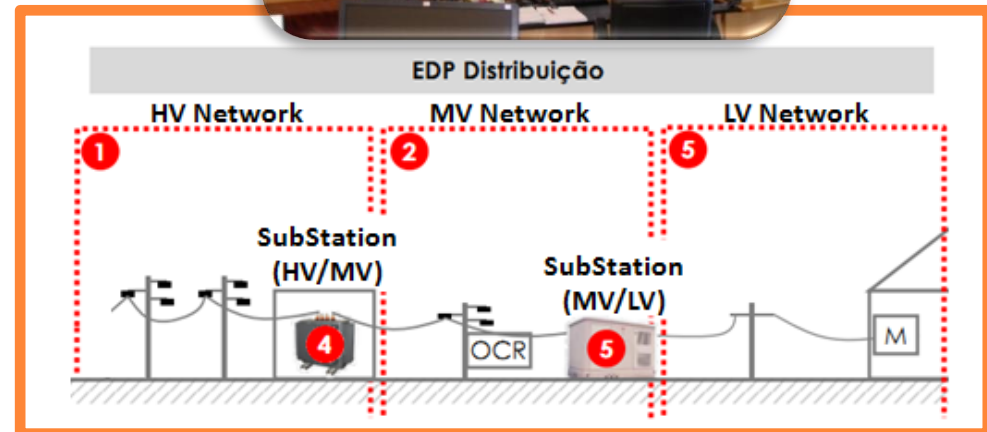 EDP Distribuição
HV Network
MV Network
LV Network
1
2
5
SubStation
(HV/MV)
SubStation
(MV/LV)
4
OCR
5
M